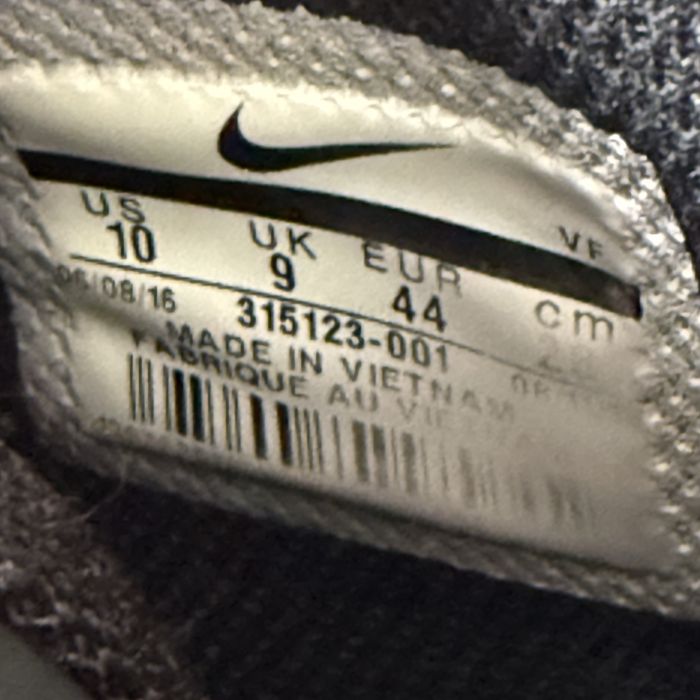 US UK EUR cm VF
10 9 44 28
06/08/16 315123-001
MADE IN VIETNAM
FABRIQUE AU VIETNAM